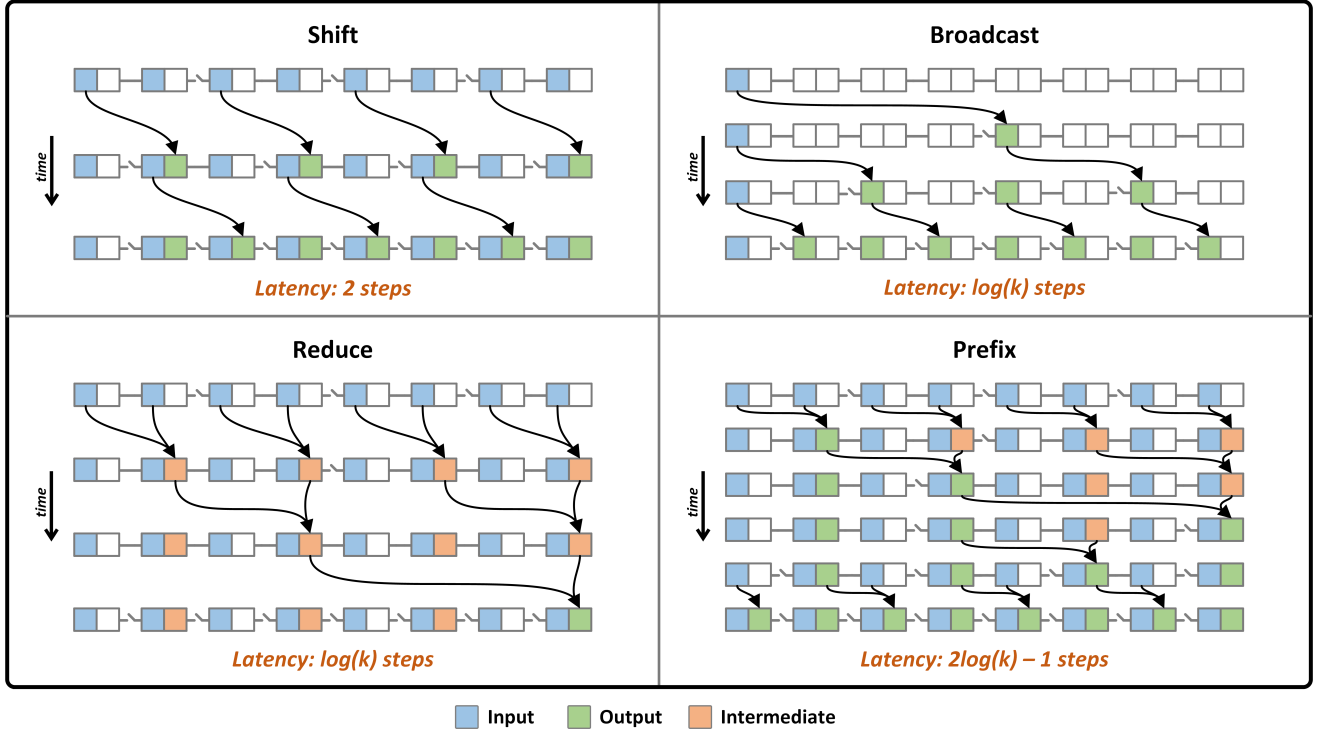 Shift
time
Latency: 2 steps
Broadcast
time
Latency: log(k) steps
Reduce
time
Latency: log(k) steps
Prefix
time
Latency: 2log(k) – 1 steps
Input
Output
Intermediate